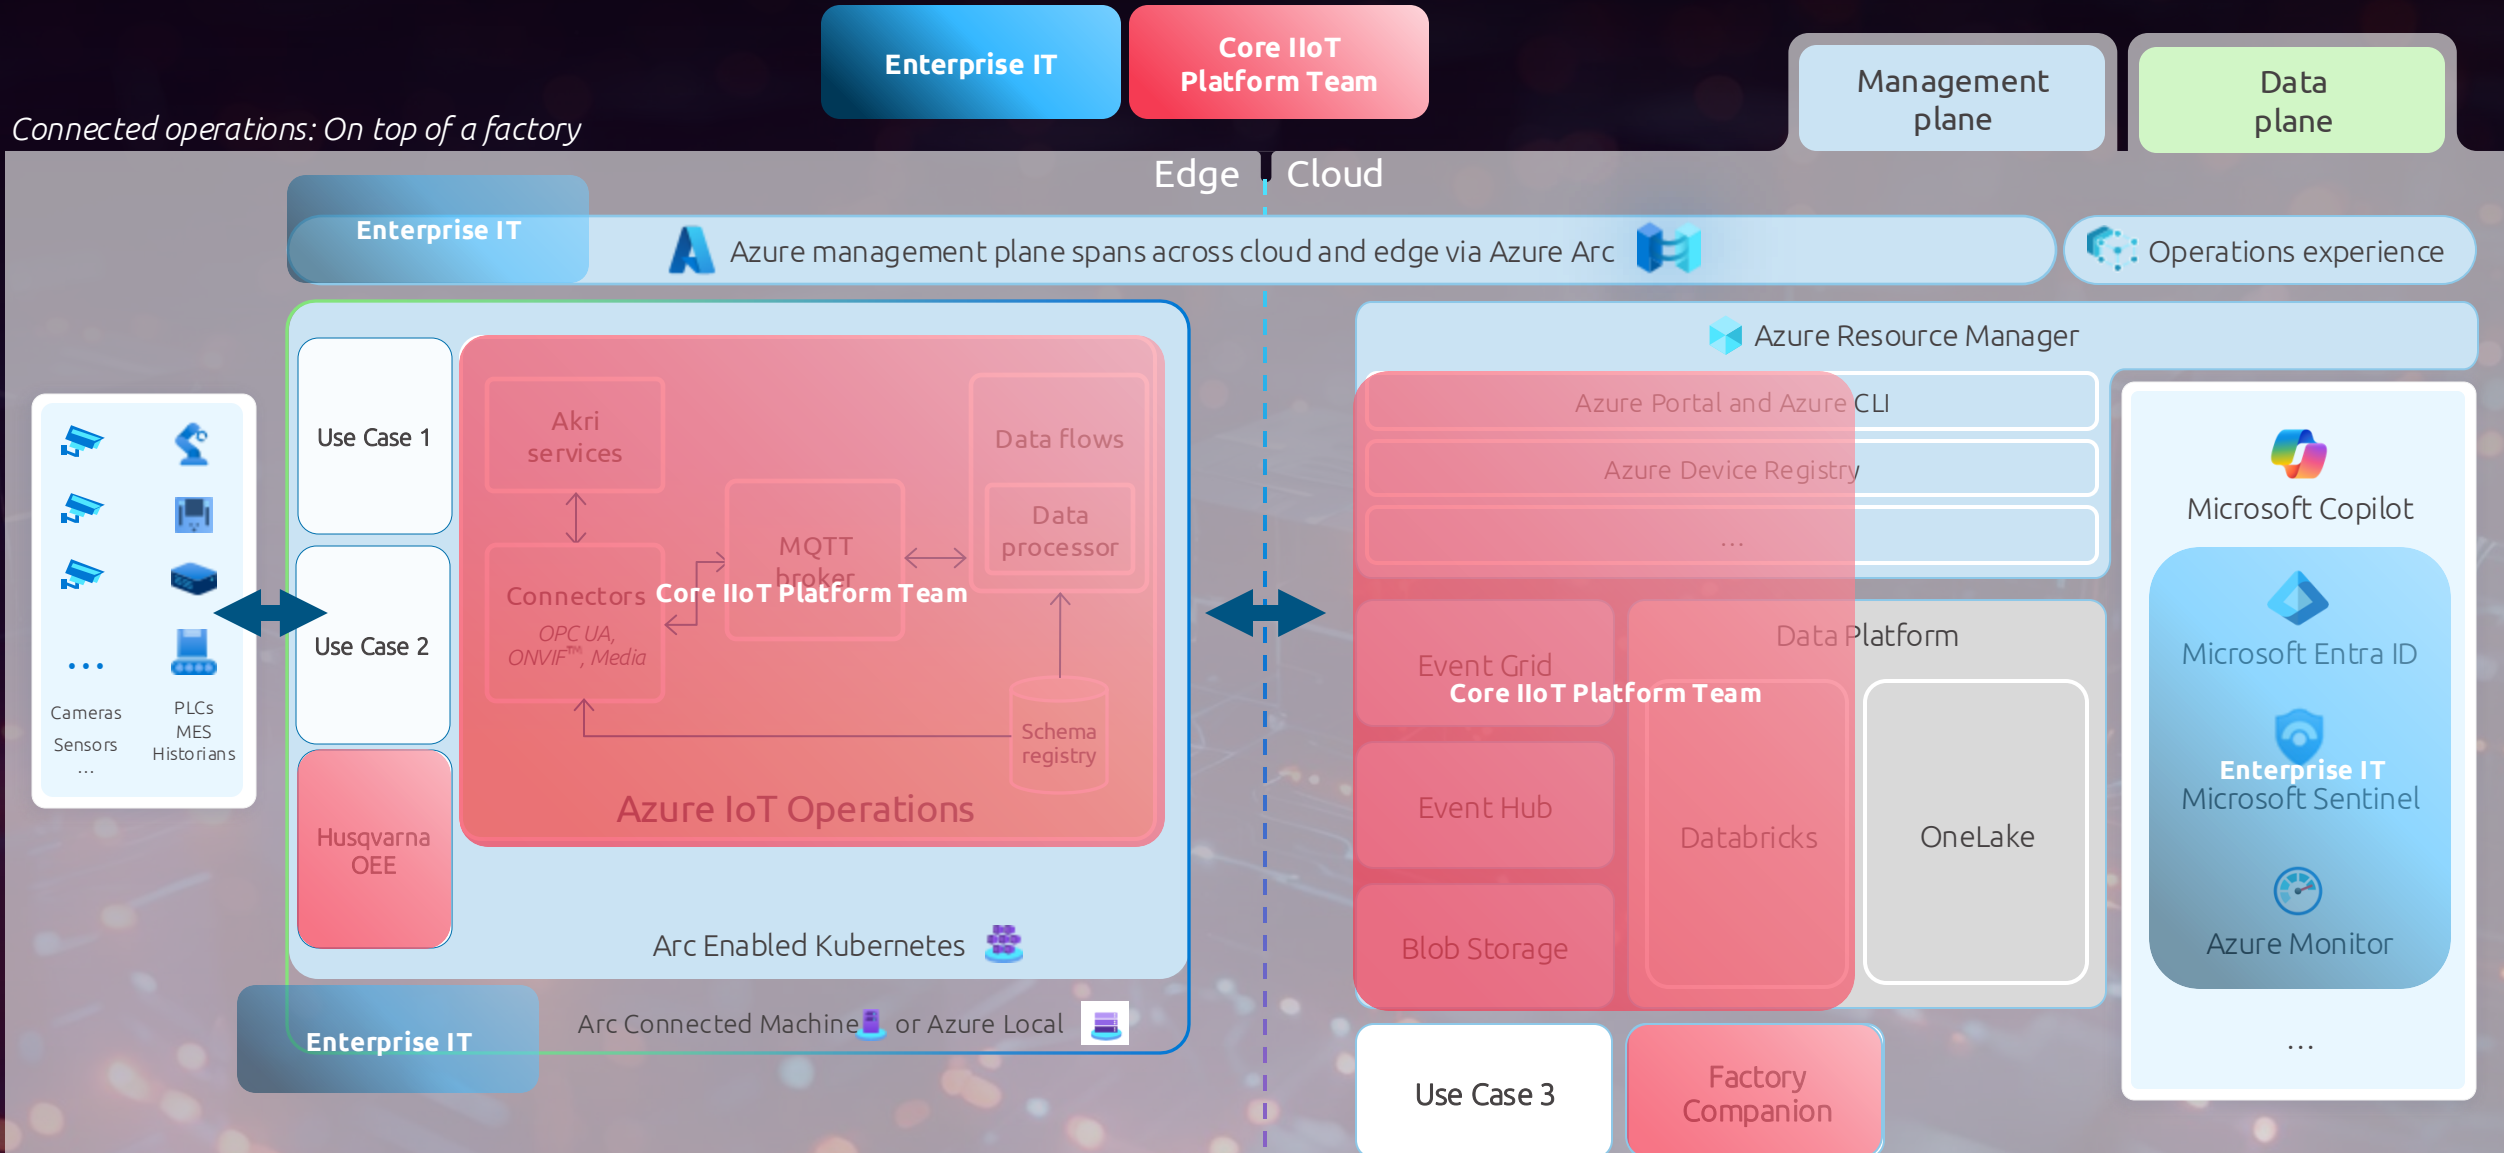 Enterprise IT
Core IIoT
Platform Team
Management
plane
Data
plane
Connected operations: On top of a factory
Edge
Cloud
Enterprise IT
Azure management plane spans across cloud and edge via Azure Arc
Operations experience
Cameras
Sensors
...
...
PLCs
MES
Historians
Use Case 1
Use Case 2
Husqvarna
OEE
Akri
services
Connectors
OPC UA,
ONVIF™, Media
MQTT
broker
Core IIoT Platform Team
Data flows
Data
processor
Schema
registry
Azure IoT Operations
Arc Enabled Kubernetes
Arc Connected Machine or Azure Local
Enterprise IT
Azure Resource Manager
Azure Portal and Azure CLI
Azure Device Registry
...
Event Grid
Core IIoT Platform Team
Event Hub
Blob Storage
Data Platform
Databricks
OneLake
Use Case 3
Factory
Companion
Microsoft Copilot
Microsoft Entra ID
Enterprise IT
Microsoft Sentinel
Azure Monitor
...